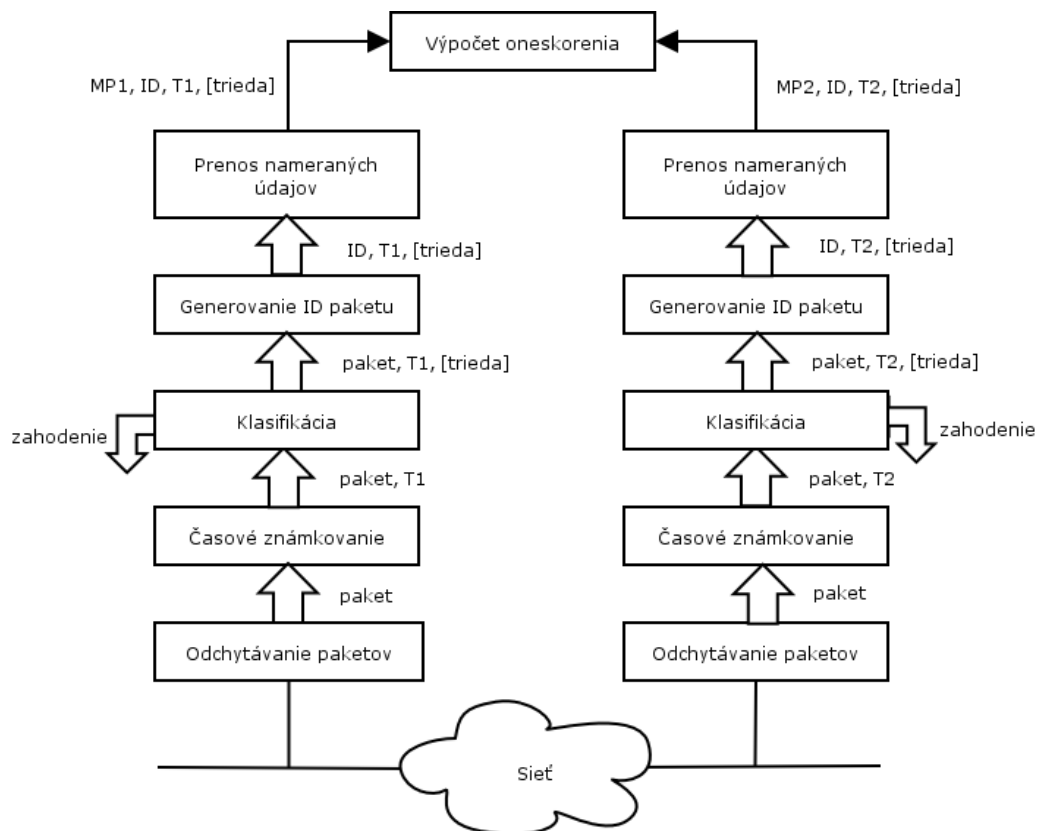 Výpočet oneskorenia
MP1, ID, T1, [trieda]
MP2, ID, T2, [trieda]
Prenos nameraných
údajov
Prenos nameraných
údajov
ID, T1, [trieda]
ID, T2, [trieda]
Generovanie ID paketu
Generovanie ID paketu
paket, T1, [trieda]
paket, T2, [trieda]
Klasifikácia
Klasifikácia
zahodenie
zahodenie
paket, T1
paket, T2
Časové známkovanie
Časové známkovanie
paket
paket
Odchytávanie paketov
Odchytávanie paketov
Sieť